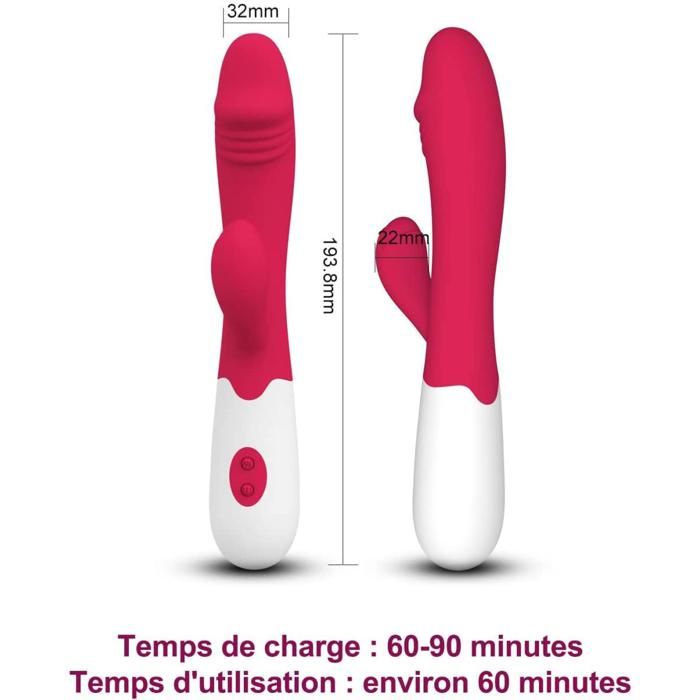 32mm
22mm
193.8mm
Temps de charge : 60-90 minutes
Temps d'utilisation : environ 60 minutes